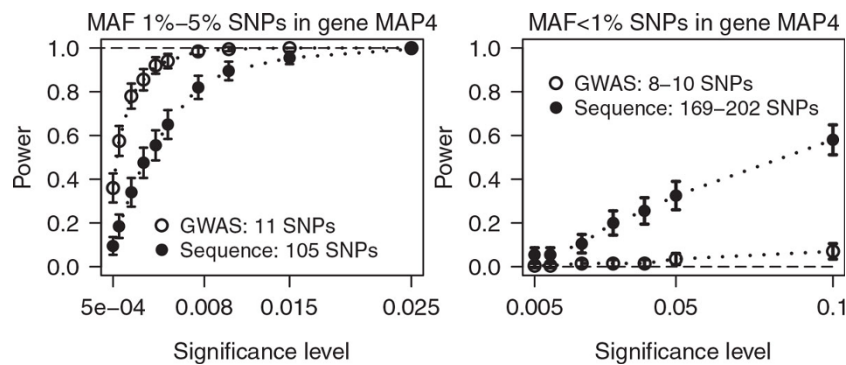 MAF 1%–5% SNPs in gene MAP4
Power
1.0
0.8
0.6
0.4
0.2
0.0
GWAS: 11 SNPs
Sequence: 105 SNPs
5e−04
0.008
0.015
0.025
Significance level
MAF<1% SNPs in gene MAP4
Power
1.0
0.8
0.6
0.4
0.2
0.0
GWAS: 8–10 SNPs
Sequence: 169–202 SNPs
0.005
0.05
0.1
Significance level